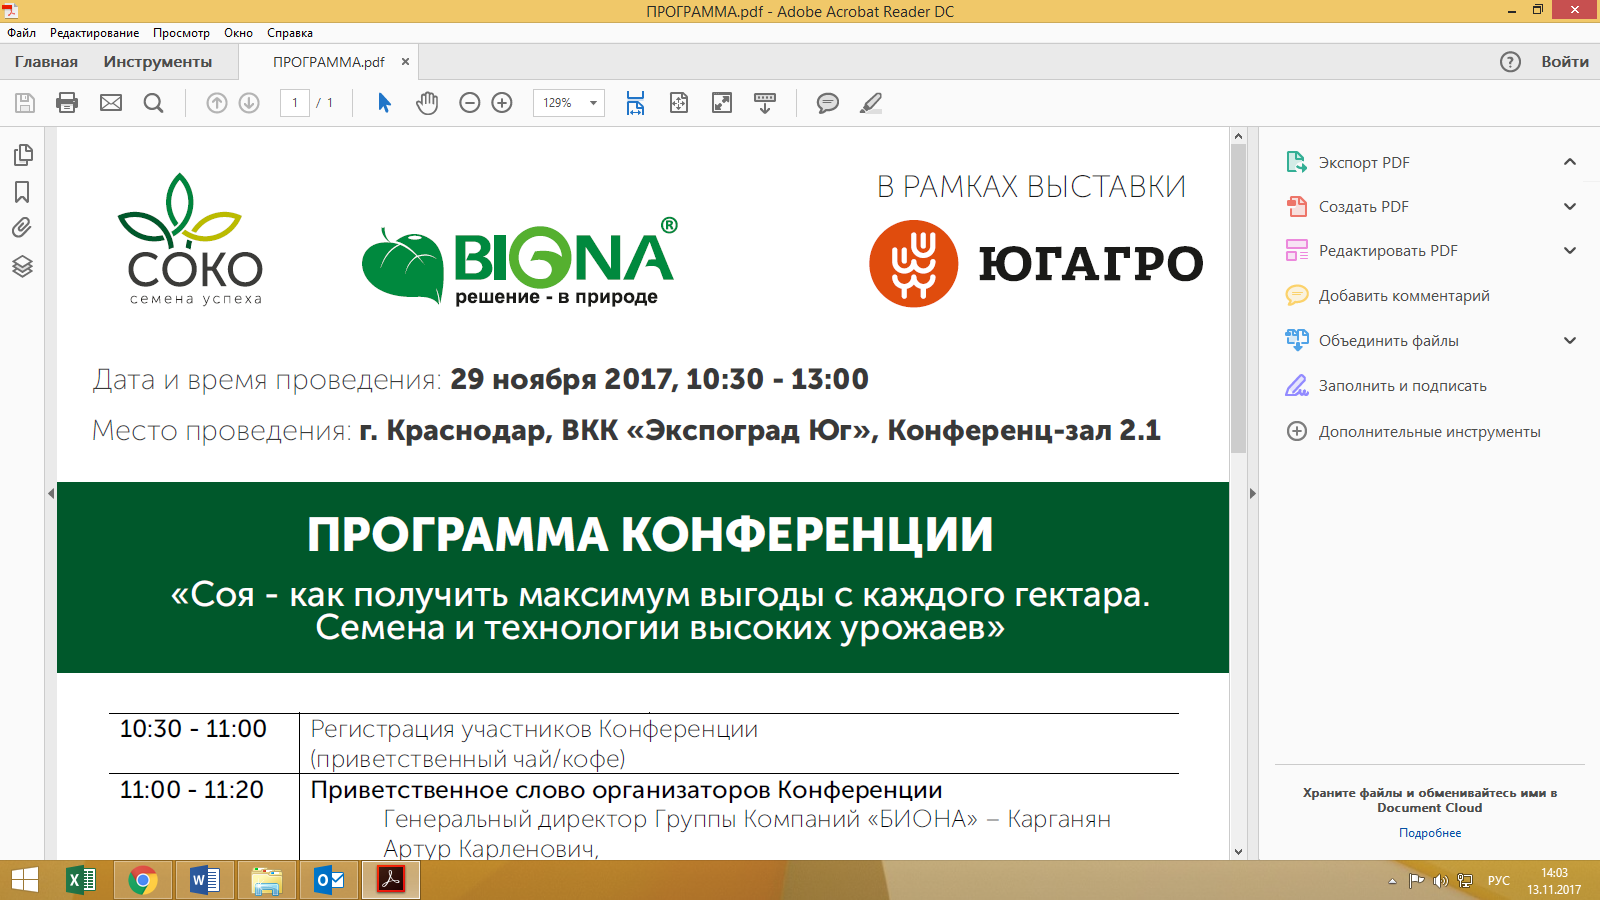 ПРОГРАММА.pdf - Adobe Acrobat Reader DC
Файл Редактирование Просмотр Окно Справка
Главная Инструменты ПРОГРАММА.pdf × Войти
1 / 1 129%
В РАМКАХ ВЫСТАВКИ
СОКО
семена успеха
BIONA®
решение - в природе
ЮГАГРО
Дата и время проведения: 29 ноября 2017, 10:30 - 13:00
Место проведения: г. Краснодар, ВКК «Экспоград Юг», Конференц-зал 2.1
ПРОГРАММА КОНФЕРЕНЦИИ
«Соя - как получить максимум выгоды с каждого гектара.
Семена и технологии высоких урожаев»
10:30 - 11:00 Регистрация участников Конференции
(приветственный чай/кофе)
11:00 - 11:20 Приветственное слово организаторов Конференции
Генеральный директор Группы Компаний «БИОНА» – Карганян
Артур Карленович,
Экспорт PDF
Создать PDF
Редактировать PDF
Добавить комментарий
Объединить файлы
Заполнить и подписать
Дополнительные инструменты
Храните файлы и обменивайтесь ими в
Document Cloud
Подробнее
РУС
14:03
13.11.2017